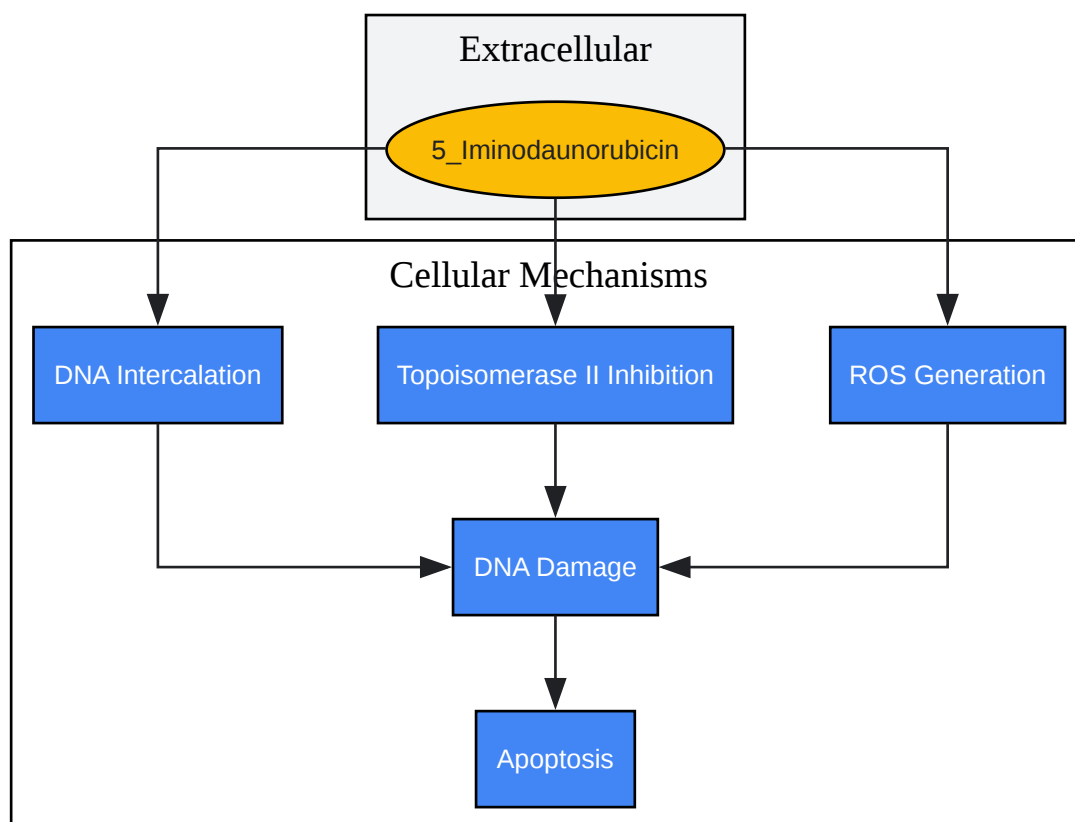 Extracellular
5_Iminodaunorubicin
Cellular Mechanisms
DNA Intercalation
Topoisomerase II Inhibition
ROS Generation
DNA Damage
Apoptosis